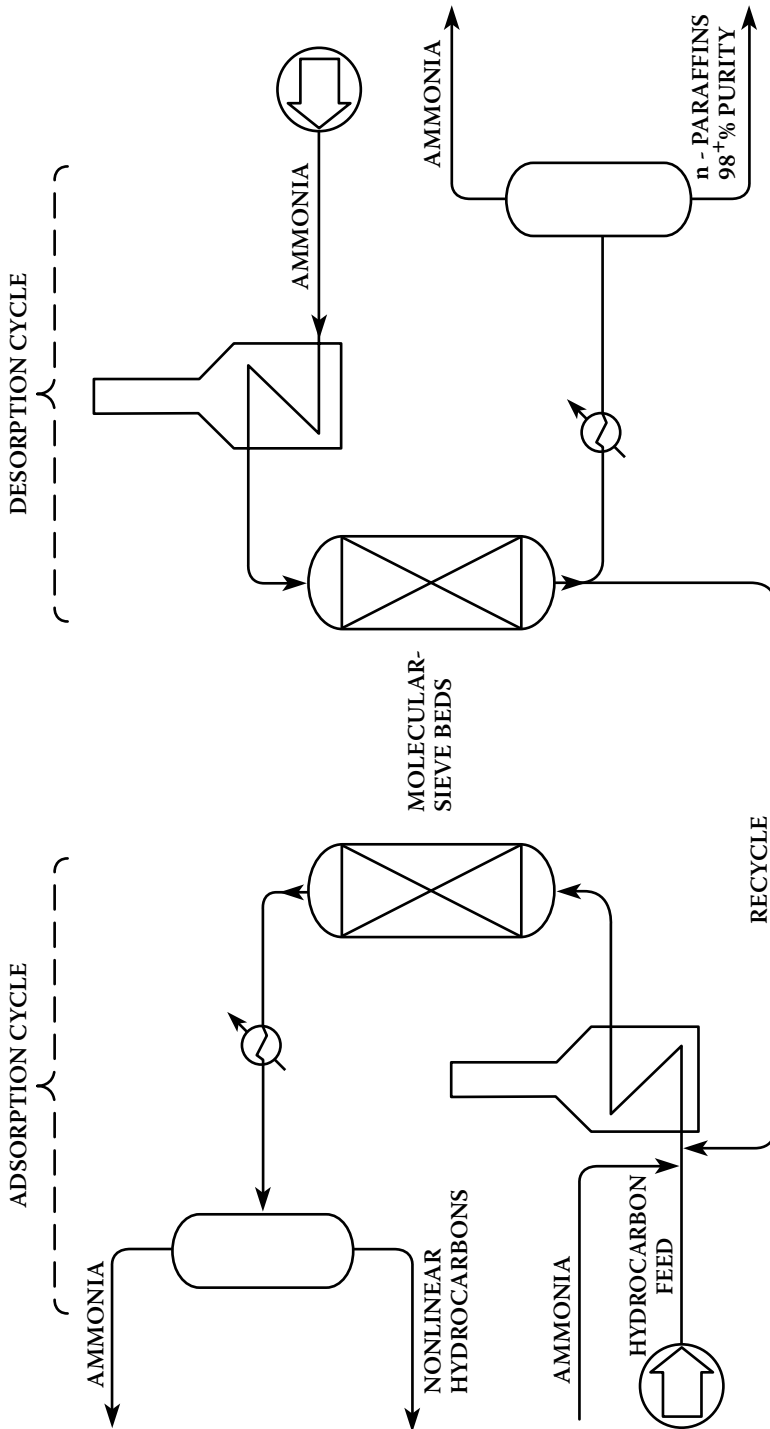 ADSORPTION CYCLE
DESORPTION CYCLE
AMMONIA
NONLINEAR
HYDROCARBONS
AMMONIA
HYDROCARBON
FEED
MOLECULAR-
SIEVE BEDS
RECYCLE
AMMONIA
AMMONIA
n - PARAFFINS
98+% PURITY